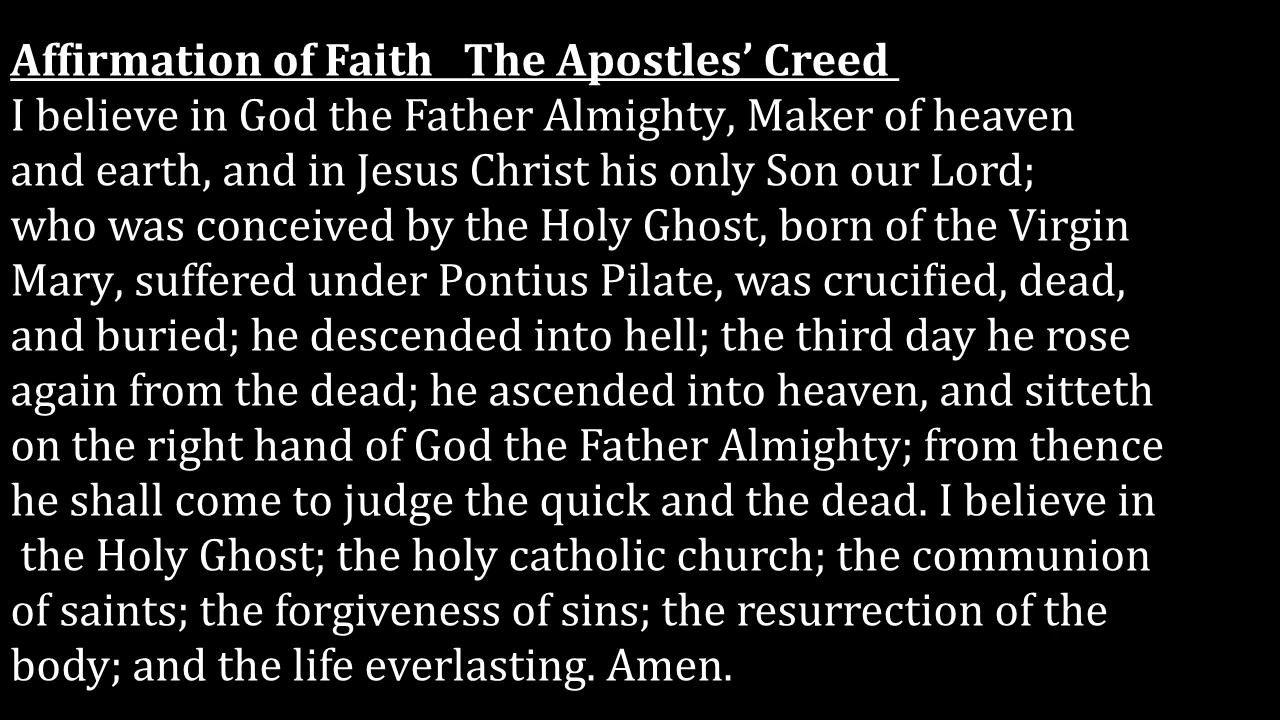 Affirmation of Faith   The Apostles’ Creed
I believe in God the Father Almighty, Maker of heaven
and earth, and in Jesus Christ his only Son our Lord;
who was conceived by the Holy Ghost, born of the Virgin
Mary, suffered under Pontius Pilate, was crucified, dead,
and buried; he descended into hell; the third day he rose
again from the dead; he ascended into heaven, and sitteth
on the right hand of God the Father Almighty; from thence
he shall come to judge the quick and the dead. I believe in
the Holy Ghost; the holy catholic church; the communion
of saints; the forgiveness of sins; the resurrection of the
body; and the life everlasting. Amen.